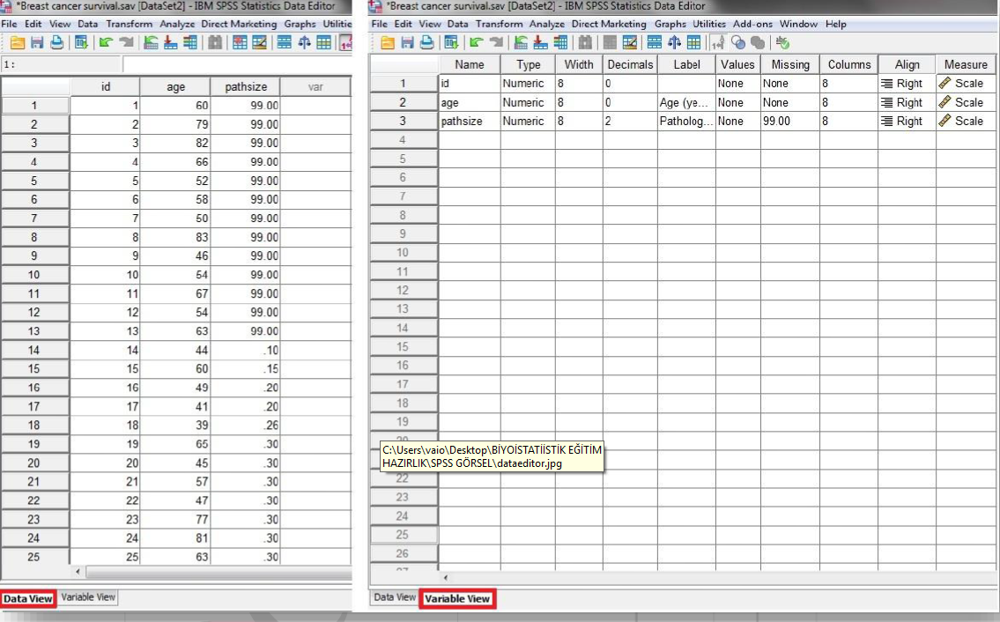 *Breast cancer survival.sav [DataSet2] - IBM SPSS Statistics Data Editor
File Edit View Data Transform Analyze Direct Marketing Graphs Utilitie
1:
id age pathsize var
1 1 60 99.00
2 2 79 99.00
3 3 82 99.00
4 4 66 99.00
5 5 52 99.00
6 6 58 99.00
7 7 50 99.00
8 8 83 99.00
9 9 46 99.00
10 10 54 99.00
11 11 67 99.00
12 12 54 99.00
13 13 63 99.00
14 14 44 .10
15 15 60 .15
16 16 49 .20
17 17 41 .20
18 18 39 .26
19 19 65 .30
20 20 45 .30
21 21 57 .30
22 22 47 .30
23 23 77 .30
24 24 81 .30
25 25 63 .30
Data View Variable View
*Breast cancer survival.sav [DataSet2] - IBM SPSS Statistics Data Editor
File Edit View Data Transform Analyze Direct Marketing Graphs Utilities Add-ons Window Help
Name Type Width Decimals Label Values Missing Columns Align Measure
1 id Numeric 8 0 None None 8 Right Scale
2 age Numeric 8 0 Age (ye... None None 8 Right Scale
3 pathsize Numeric 8 2 Patholog... None 99.00 8 Right Scale
4
5
6
7
8
9
10
11
12
13
14
15
16
17
18
19
C:\Users\vaio\Desktop\BİYOİSTATİİSTİK EĞİTİM
HAZIRLIK\SPSS GÖRSEL\dataeditor.jpg
22
23
24
25
26
Data View Variable View